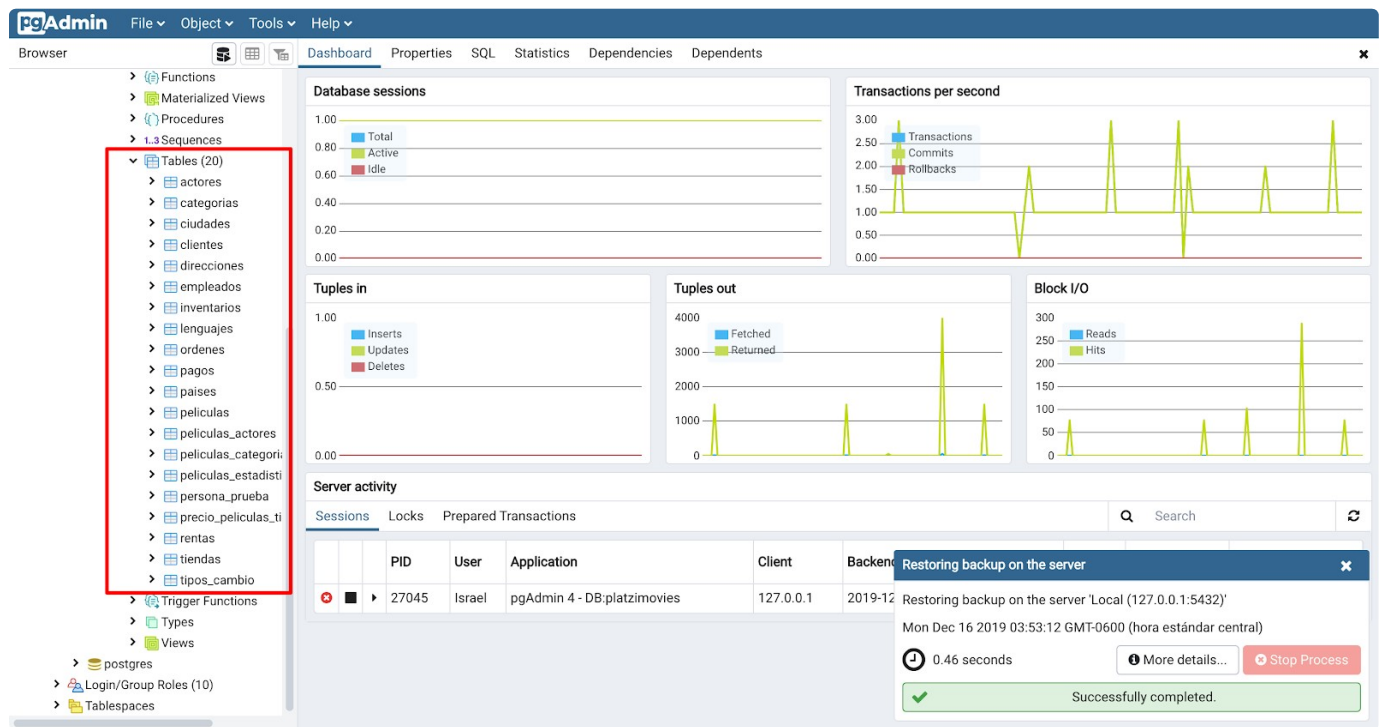 pgAdmin File Object Tools Help
Browser
Dashboard Properties SQL Statistics Dependencies Dependents
Functions
Materialized Views
Procedures
1..3 Sequences
Tables (20)
actores
categorias
ciudades
clientes
direcciones
empleados
inventarios
lenguajes
ordenes
pagos
paises
peliculas
peliculas_actores
peliculas_categoria
peliculas_estadisti
persona_prueba
precio_peliculas_ti
rentas
tiendas
tipos_cambio
Trigger Functions
Types
Views
postgres
Login/Group Roles (10)
Tablespaces
Database sessions
1.00
0.80
0.60
0.40
0.20
0.00
Total
Active
Idle
Transactions per second
3.00
2.50
2.00
1.50
1.00
0.50
0.00
Transactions
Commits
Rollbacks
Tuples in
1.00
0.50
0.00
Inserts
Updates
Deletes
Tuples out
4000
3000
2000
1000
0
Fetched
Returned
Block I/O
300
250
200
150
100
50
0
Reads
Hits
Server activity
Sessions Locks Prepared Transactions
Search
PID User Application Client Backend
27045 Israel pgAdmin 4 - DB:platzimovies 127.0.0.1 2019-12
Restoring backup on the server
Restoring backup on the server 'Local (127.0.0.1:5432)'
Mon Dec 16 2019 03:53:12 GMT-0600 (hora estándar central)
0.46 seconds More details... Stop Process
Successfully completed.